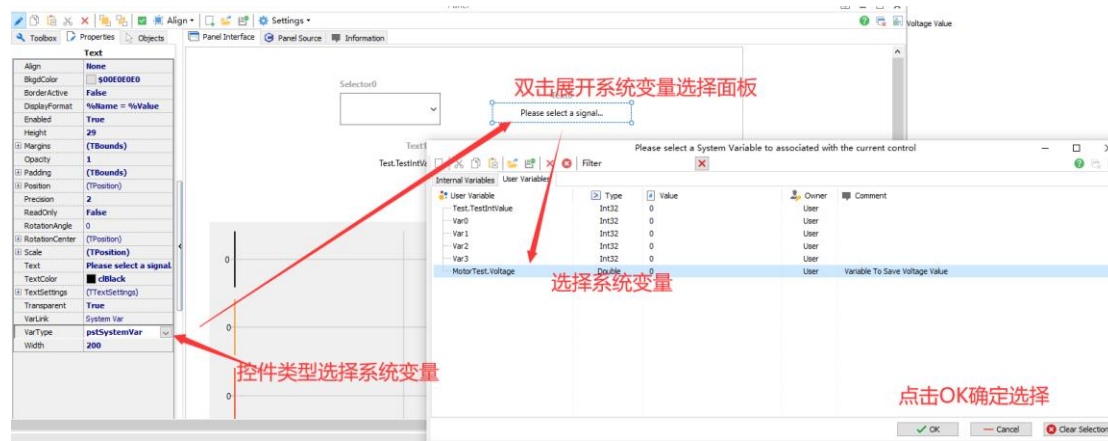 Panel
Align
Settings
Voltage Value
Toolbox Properties Objects
Panel Interface Panel Source Information
Text
Align None
BkgdColor $00E0E0E0
BorderActive False
DisplayFormat %Name = %Value
Enabled True
Height 29
Margins (TBounds)
Opacity 1
Padding (TBounds)
Position (TPosition)
Precision 2
ReadOnly False
RotationAngle 0
RotationCenter (TPosition)
Scale (TPosition)
Text Please select a signal.
TextColor clBlack
TextSettings (TTextSettings)
Transparent True
VarLink System Var
VarType pstSystemVar
Width 200
Selector0
双击展开系统变量选择面板
Please select a signal...
Text1
Test.TestIntVa
0
0
0
控件类型选择系统变量
Please select a System Variable to associated with the current control
Filter
Internal Variables User Variables
User Variable Type Value Owner Comment
Test.TestIntValue Int32 0 User
Var0 Int32 0 User
Var1 Int32 0 User
Var2 Int32 0 User
Var3 Int32 0 User
MotorTest.Voltage Double 0 User Variable To Save Voltage Value
选择系统变量
点击OK确定选择
OK Cancel Clear Selection